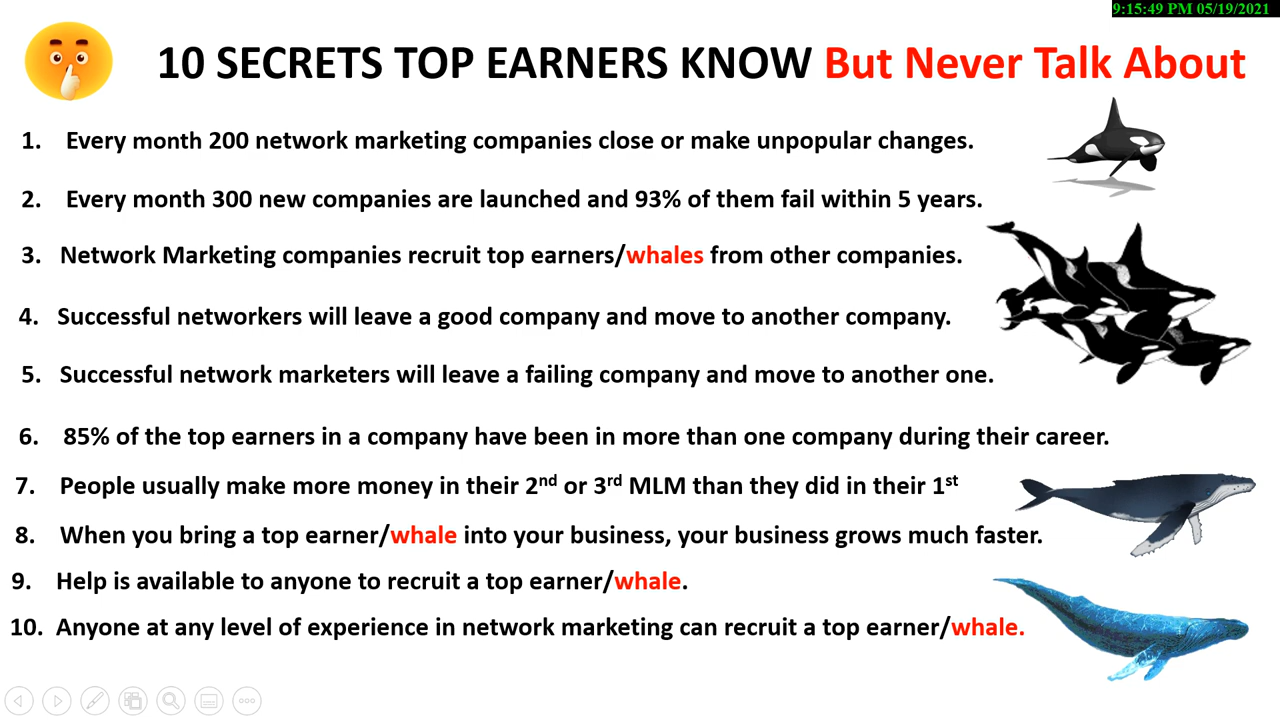 9:15:49 PM 05/19/2021
10 SECRETS TOP EARNERS KNOW But Never Talk About
1. Every month 200 network marketing companies close or make unpopular changes.
2. Every month 300 new companies are launched and 93% of them fail within 5 years.
3. Network Marketing companies recruit top earners/whales from other companies.
4. Successful networkers will leave a good company and move to another company.
5. Successful network marketers will leave a failing company and move to another one.
6. 85% of the top earners in a company have been in more than one company during their career.
7. People usually make more money in their 2nd or 3rd MLM than they did in their 1st
8. When you bring a top earner/whale into your business, your business grows much faster.
9. Help is available to anyone to recruit a top earner/whale.
10. Anyone at any level of experience in network marketing can recruit a top earner/whale.